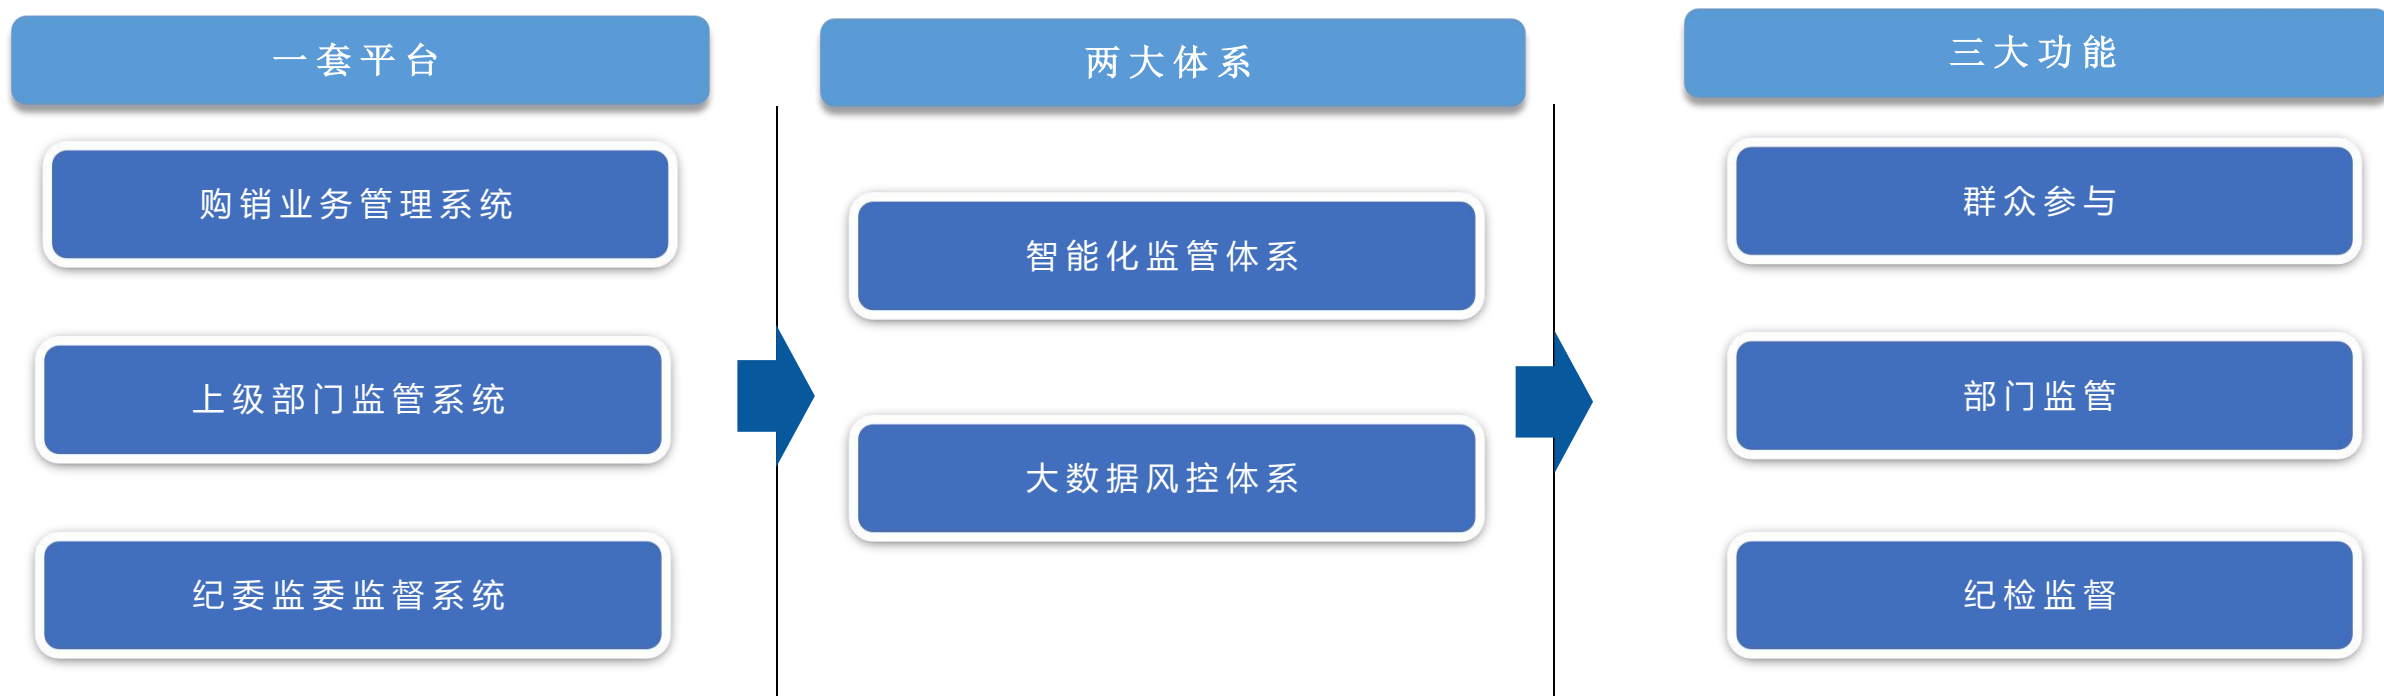 一套平台
购销业务管理系统
上级部门监管系统
纪委监委监督系统
两大体系
智能化监管体系
大数据风控体系
三大功能
群众参与
部门监管
纪检监督